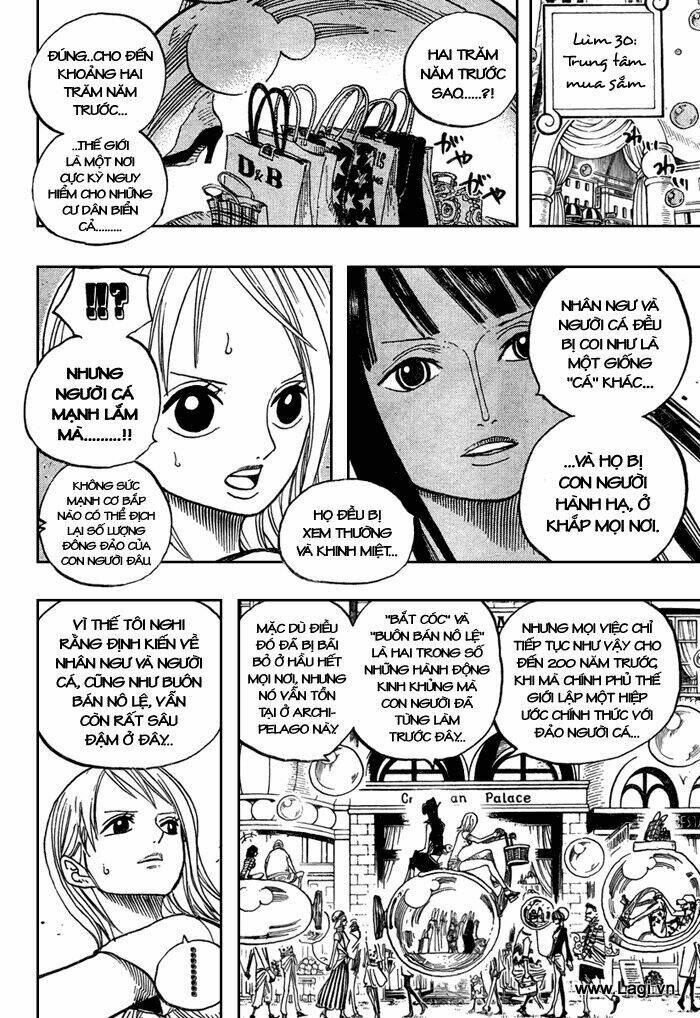 Lùm 30:
Trung tâm
mua sắm
わ
わ
HAI TRĂM
NĂM TRƯỚC
SAO......?!
がや
がや
D&B
ĐÚNG..CHO ĐẾN
KHOẢNG HAI
TRĂM NĂM
TRƯỚC...
..THẾ GIỚI
LÀ MỘT NƠI
CỰC KỲ NGUY
HIỂM CHO NHỮNG
CƯ DÂN BIỂN
CẢ.........
NHÂN NGƯ VÀ
NGƯỜI CÁ ĐỀU
BỊ COI NHƯ LÀ
MỘT GIỐNG
"CÁ" KHÁC...
...VÀ HỌ BỊ
CON NGƯỜI
HÀNH HẠ, Ở
KHẮP MỌI NƠI.
HỌ ĐỀU BỊ
XEM THƯỜNG
VÀ KHINH MIỆT...
!!?
NHƯNG
NGƯỜI CÁ
MẠNH LẮM
MÀ.........!!
KHÔNG SỨC
MẠNH CƠ BẮP
NÀO CÓ THỂ ĐỊCH
LẠI SỐ LƯỢNG
ĐÔNG ĐẢO CỦA
CON NGƯỜI ĐÂU.
NHƯNG MỌI VIỆC CHỈ
TIẾP TỤC NHƯ VẬY CHO
ĐẾN 200 NĂM TRƯỚC,
KHI MÀ CHÍNH PHỦ THẾ
GIỚI LẬP MỘT HIỆP
ƯỚC CHÍNH THỨC VỚI
ĐẢO NGƯỜI CÁ...
"BẮT CÓC" VÀ
"BUÔN BÁN NÔ LỆ"
LÀ HAI TRONG SỐ
NHỮNG HÀNH ĐỘNG
KINH KHỦNG MÀ
CON NGƯỜI ĐÃ
TỪNG LÀM
TRƯỚC ĐÂY...
MẶC DÙ ĐIỀU
ĐÓ ĐÃ BỊ BÃI
BỎ Ở HẦU HẾT
MỌI NƠI, NHƯNG
NÓ VẪN TỒN
TẠI Ở ARCHI-
PELAGO NÀY.
Palace
VÌ THẾ TÔI NGHI
RẰNG ĐỊNH KIẾN VỀ
NHÂN NGƯ VÀ NGƯỜI
CÁ, CŨNG NHƯ BUÔN
BÁN NÔ LỆ, VẪN
CÒN RẤT SÂU
ĐẬM Ở ĐÂY...
www.Lagi.vn